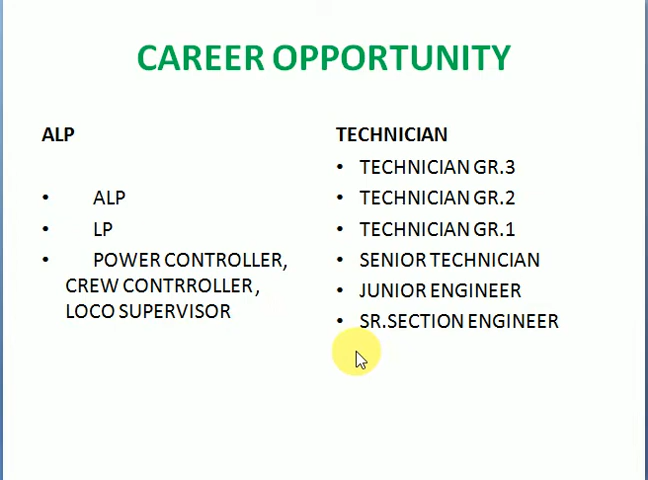 CAREER OPPORTUNITY
ALP
• ALP
• LP
• POWER CONTROLLER,
CREW CONTRROLLER ,
LOCO SUPERVISOR
TECHNICIAN
• TECHNICIAN GR.3
• TECHNICIAN GR.2
• TECHNICIAN GR.1
• SENIOR TECHNICIAN
• JUNIOR ENGINEER
• SR.SECTION ENGINEER